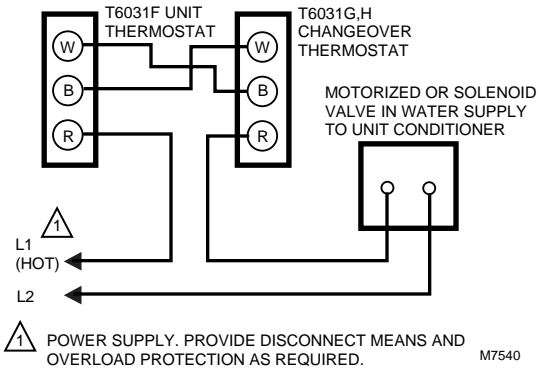 T6031F UNIT
THERMOSTAT
T6031G,H
CHANGEOVER
THERMOSTAT
W
B
R
W
B
R
MOTORIZED OR SOLENOID
VALVE IN WATER SUPPLY
TO UNIT CONDITIONER
1
L1
(HOT)
L2
1
POWER SUPPLY. PROVIDE DISCONNECT MEANS AND
OVERLOAD PROTECTION AS REQUIRED.
M7540